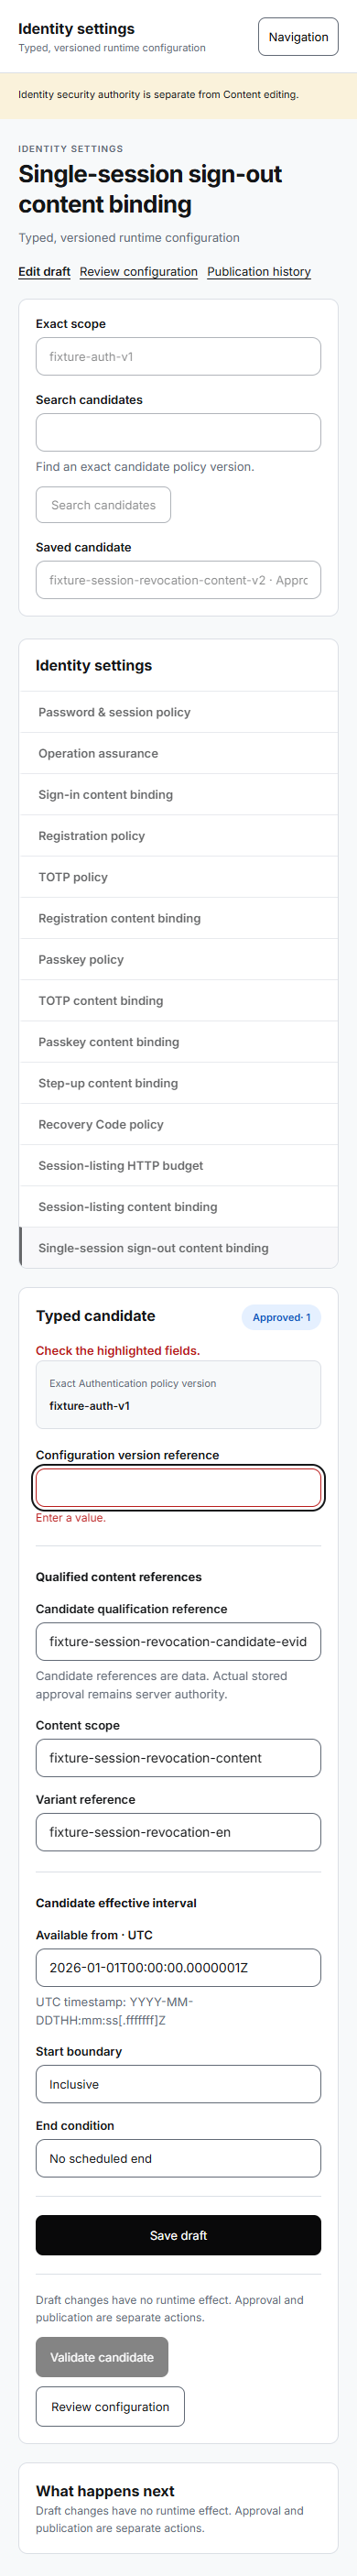 Identity settings
Typed, versioned runtime configuration
Navigation
Identity security authority is separate from Content editing.
IDENTITY SETTINGS
Single-session sign-out
content binding
Typed, versioned runtime configuration
Edit draft Review configuration Publication history
Exact scope
fixture-auth-v1
Search candidates
Find an exact candidate policy version.
Search candidates
Saved candidate
fixture-session-revocation-content-v2 · Appro
Identity settings
Password & session policy
Operation assurance
Sign-in content binding
Registration policy
TOTP policy
Registration content binding
Passkey policy
TOTP content binding
Passkey content binding
Step-up content binding
Recovery Code policy
Session-listing HTTP budget
Session-listing content binding
Single-session sign-out content binding
Typed candidate
Approved· 1
Check the highlighted fields.
Exact Authentication policy version
fixture-auth-v1
Configuration version reference
Enter a value.
Qualified content references
Candidate qualification reference
fixture-session-revocation-candidate-evid
Candidate references are data. Actual stored
approval remains server authority.
Content scope
fixture-session-revocation-content
Variant reference
fixture-session-revocation-en
Candidate effective interval
Available from · UTC
2026-01-01T00:00:00.0000001Z
UTC timestamp: YYYY-MM-
DDTHH:mm:ss[.fffffff]Z
Start boundary
Inclusive
End condition
No scheduled end
Save draft
Draft changes have no runtime effect. Approval and
publication are separate actions.
Validate candidate
Review configuration
What happens next
Draft changes have no runtime effect. Approval and
publication are separate actions.